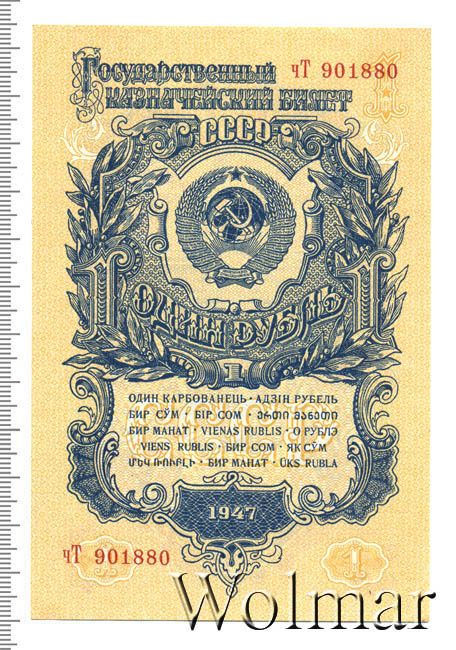 Государственный чТ 901880
казначейский билет
СССР
1 1
ОДИН РУБЛЬ
1
ОДИН КАРБОВАНЕЦЬ · АДЗІН РУБЕЛЬ
БИР СЎМ · БІР СОМ · ᲔᲠᲗᲘ ᲛᲐᲜᲔᲗᲘ
БИР МАНАТ · VIENAS RUBLIS · О РУБЛЭ
VIENS RUBLIS · БИР СОМ · ЯК СӮМ
ՄԵԿ ՌՈՒԲԼԻ · БИР МАНАТ · ÜKS RUBLA
1947
чТ 901880
1
Wolmar